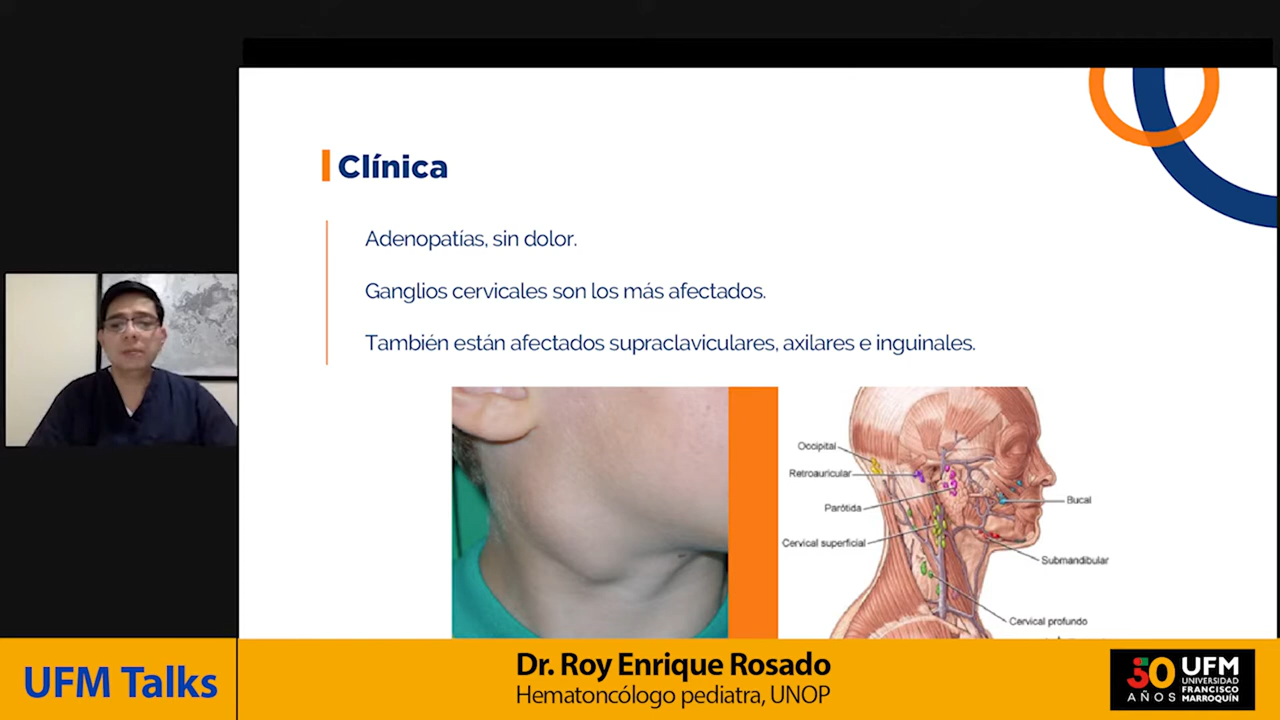 Clínica
Adenopatías, sin dolor.
Ganglios cervicales son los más afectados.
También están afectados supraclaviculares, axilares e inguinales.
Occipital
Retroauricular
Parótida
Bucal
Cervical superficial
Submandibular
Cervical profundo
UFM Talks
Dr. Roy Enrique Rosado
Hematoncólogo pediatra, UNOP
50
AÑOS
UFM
UNIVERSIDAD
FRANCISCO
MARROQUÍN